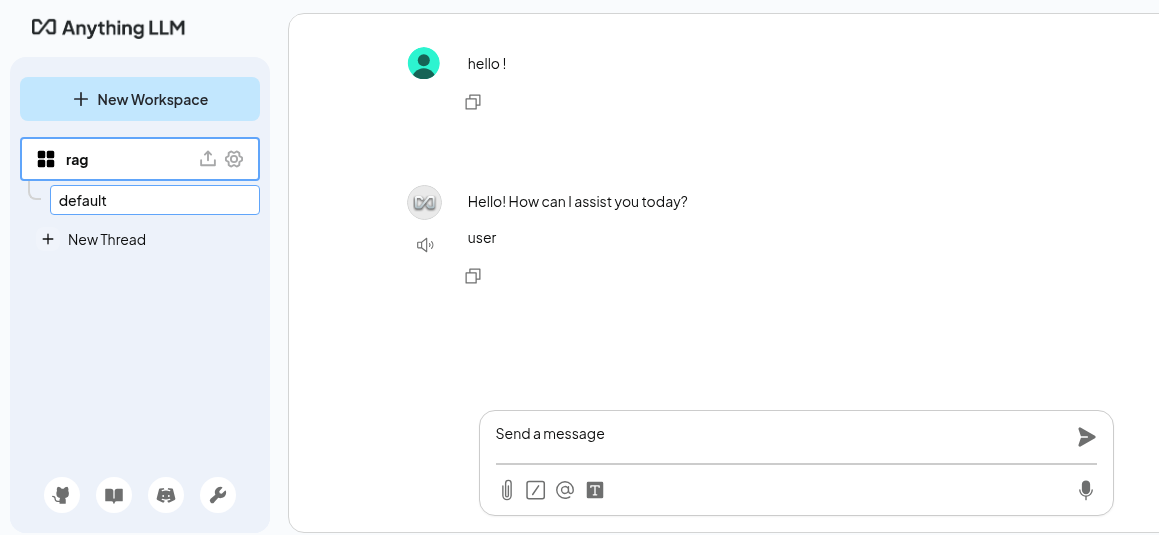 Anything LLM
New Workspace
rag
default
New Thread
hello !
Hello! How can I assist you today?
user
Send a message